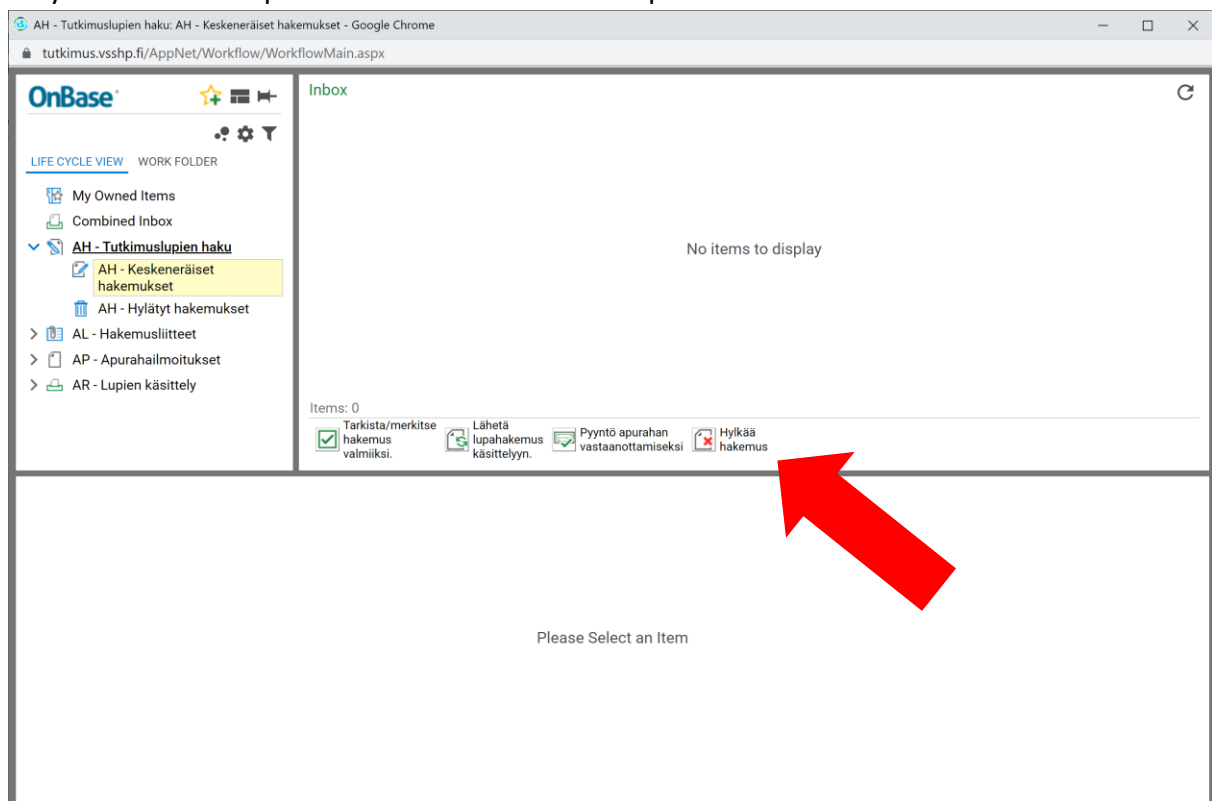 AH - Tutkimuslupien haku: AH - Keskeneräiset hakemukset - Google Chrome
tutkimus.vsshp.fi/AppNet/Workflow/WorkflowMain.aspx
OnBase
LIFE CYCLE VIEW WORK FOLDER
My Owned Items
Combined Inbox
AH - Tutkimuslupien haku
AH - Keskeneräiset
hakemukset
AH - Hylätyt hakemukset
AL - Hakemusliitteet
AP - Apurahailmoitukset
AR - Lupien käsittely
Inbox
No items to display
Items: 0
Tarkista/merkitse
hakemus
valmiiksi.
Lähetä
lupahakemus
käsittelyyn.
Pyyntö apurahan
vastaanottamiseksi
Hylkää
hakemus
Please Select an Item